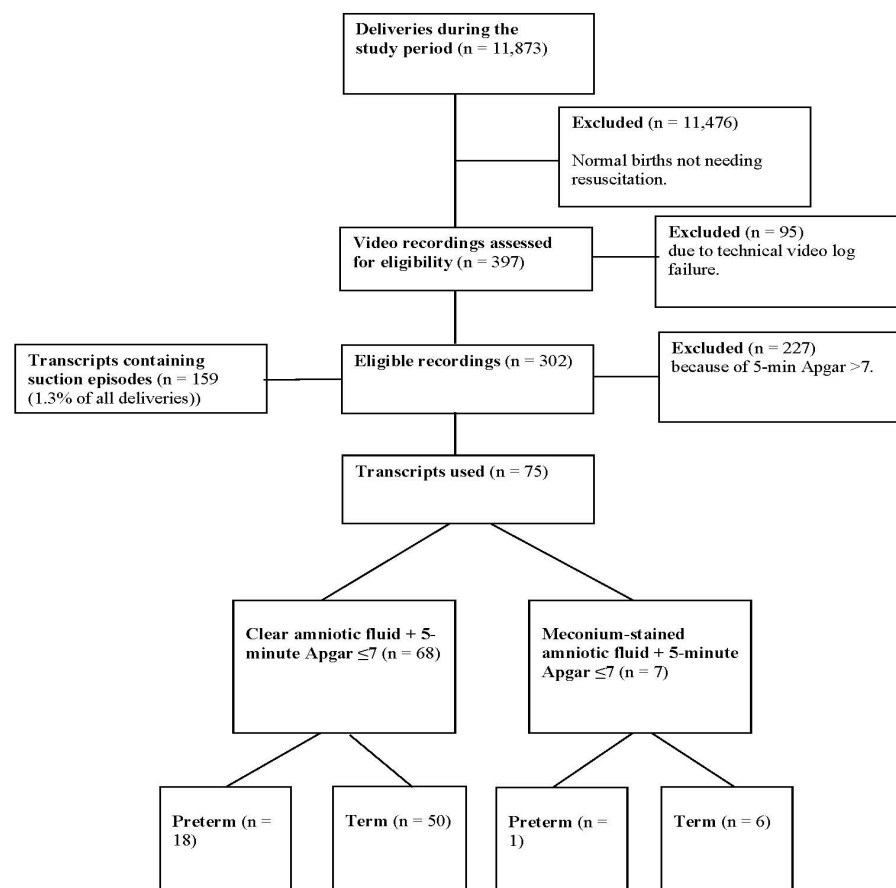 Deliveries during the
study period (n = 11,873)
Excluded (n = 11,476)
Normal births not needing
resuscitation.
Video recordings assessed
for eligibility (n = 397)
Excluded (n = 95)
due to technical video log
failure.
Transcripts containing
suction episodes (n = 159
(1.3% of all deliveries))
Eligible recordings (n = 302)
Excluded (n = 227)
because of 5-min Apgar >7.
Transcripts used (n = 75)
Clear amniotic fluid + 5-
minute Apgar ≤7 (n = 68)
Meconium-stained
amniotic fluid + 5-minute
Apgar ≤7 (n = 7)
Preterm (n =
18)
Term (n = 50)
Preterm (n =
1)
Term (n = 6)